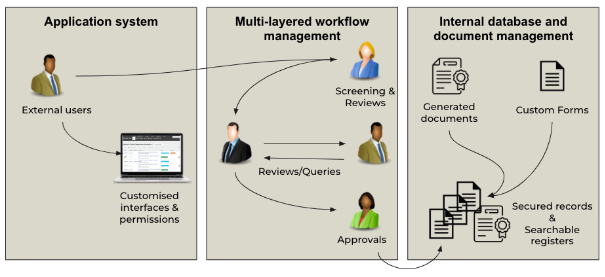 Application system
External users
Customised
interfaces &
permissions
Multi-layered workflow
management
Screening &
Reviews
Reviews/Queries
Approvals
Internal database and
document management
Generated
documents
Custom Forms
Secured records
&
Searchable
registers